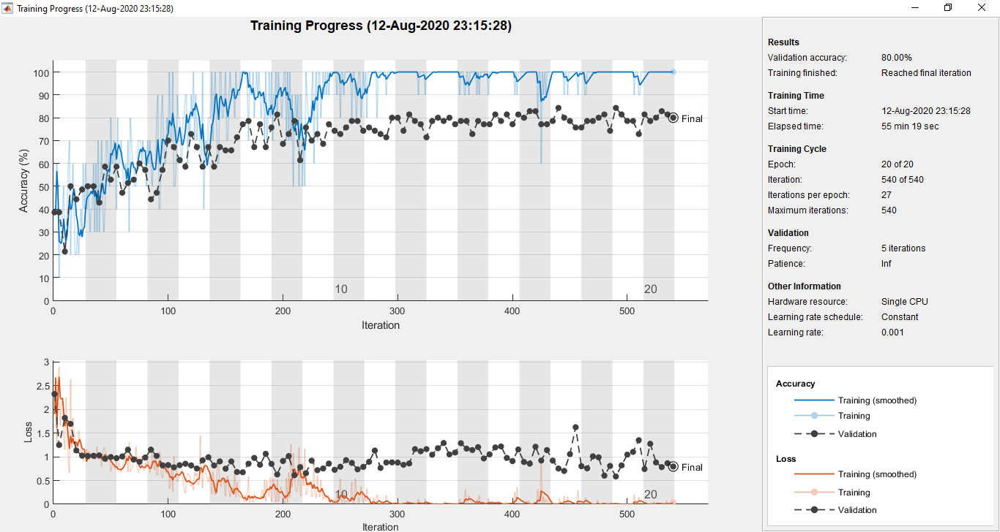 Training Progress (12-Aug-2020 23:15:28)
Training Progress (12-Aug-2020 23:15:28)
100
90
80
70
60
50
40
30
20
10
0
Accuracy (%)
Final
10
20
0
100
200
300
400
500
Iteration
3
2.5
2
1.5
1
0.5
0
Loss
Final
10
20
0
100
200
300
400
500
Iteration
Results
Validation accuracy: 80.00%
Training finished: Reached final iteration
Training Time
Start time: 12-Aug-2020 23:15:28
Elapsed time: 55 min 19 sec
Training Cycle
Epoch: 20 of 20
Iteration: 540 of 540
Iterations per epoch: 27
Maximum iterations: 540
Validation
Frequency: 5 iterations
Patience: Inf
Other Information
Hardware resource: Single CPU
Learning rate schedule: Constant
Learning rate: 0.001
Accuracy
Training (smoothed)
Training
Validation
Loss
Training (smoothed)
Training
Validation